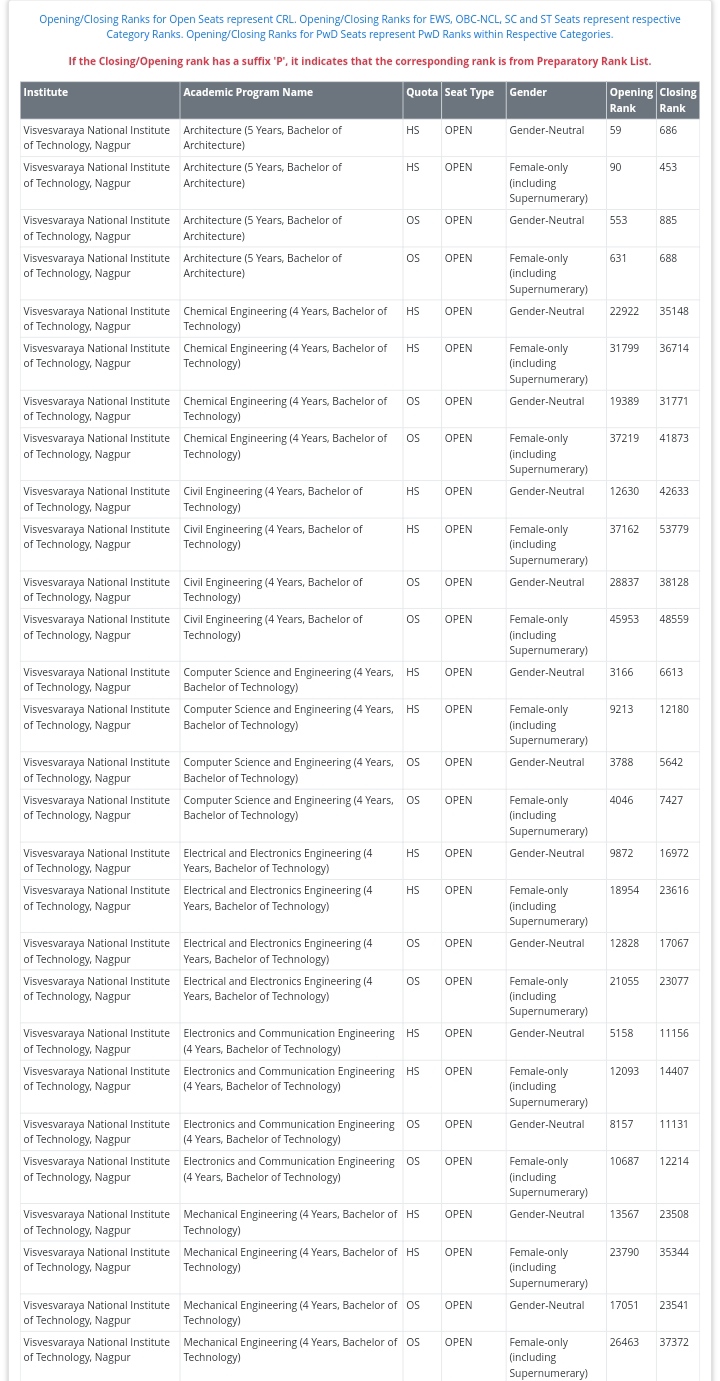 Opening/Closing Ranks for Open Seats represent CRL. Opening/Closing Ranks for EWS, OBC-NCL, SC and ST Seats represent respective
Category Ranks. Opening/Closing Ranks for PwD Seats represent PwD Ranks within Respective Categories.
If the Closing/Opening rank has a suffix 'P', it indicates that the corresponding rank is from Preparatory Rank List.
Institute Academic Program Name Quota Seat Type Gender Opening Closing
Rank Rank
Visvesvaraya National Institute Architecture (5 Years, Bachelor of HS OPEN Gender-Neutral 59 686
of Technology, Nagpur Architecture)
Visvesvaraya National Institute Architecture (5 Years, Bachelor of HS OPEN Female-only 90 453
of Technology, Nagpur Architecture) (including
Supernumerary)
Visvesvaraya National Institute Architecture (5 Years, Bachelor of OS OPEN Gender-Neutral 553 885
of Technology, Nagpur Architecture)
Visvesvaraya National Institute Architecture (5 Years, Bachelor of OS OPEN Female-only 631 688
of Technology, Nagpur Architecture) (including
Supernumerary)
Visvesvaraya National Institute Chemical Engineering (4 Years, Bachelor of HS OPEN Gender-Neutral 22922 35148
of Technology, Nagpur Technology)
Visvesvaraya National Institute Chemical Engineering (4 Years, Bachelor of HS OPEN Female-only 31799 36714
of Technology, Nagpur Technology) (including
Supernumerary)
Visvesvaraya National Institute Chemical Engineering (4 Years, Bachelor of OS OPEN Gender-Neutral 19389 31771
of Technology, Nagpur Technology)
Visvesvaraya National Institute Chemical Engineering (4 Years, Bachelor of OS OPEN Female-only 37219 41873
of Technology, Nagpur Technology) (including
Supernumerary)
Visvesvaraya National Institute Civil Engineering (4 Years, Bachelor of HS OPEN Gender-Neutral 12630 42633
of Technology, Nagpur Technology)
Visvesvaraya National Institute Civil Engineering (4 Years, Bachelor of HS OPEN Female-only 37162 53779
of Technology, Nagpur Technology) (including
Supernumerary)
Visvesvaraya National Institute Civil Engineering (4 Years, Bachelor of OS OPEN Gender-Neutral 28837 38128
of Technology, Nagpur Technology)
Visvesvaraya National Institute Civil Engineering (4 Years, Bachelor of OS OPEN Female-only 45953 48559
of Technology, Nagpur Technology) (including
Supernumerary)
Visvesvaraya National Institute Computer Science and Engineering (4 Years, HS OPEN Gender-Neutral 3166 6613
of Technology, Nagpur Bachelor of Technology)
Visvesvaraya National Institute Computer Science and Engineering (4 Years, HS OPEN Female-only 9213 12180
of Technology, Nagpur Bachelor of Technology) (including
Supernumerary)
Visvesvaraya National Institute Computer Science and Engineering (4 Years, OS OPEN Gender-Neutral 3788 5642
of Technology, Nagpur Bachelor of Technology)
Visvesvaraya National Institute Computer Science and Engineering (4 Years, OS OPEN Female-only 4046 7427
of Technology, Nagpur Bachelor of Technology) (including
Supernumerary)
Visvesvaraya National Institute Electrical and Electronics Engineering (4 HS OPEN Gender-Neutral 9872 16972
of Technology, Nagpur Years, Bachelor of Technology)
Visvesvaraya National Institute Electrical and Electronics Engineering (4 HS OPEN Female-only 18954 23616
of Technology, Nagpur Years, Bachelor of Technology) (including
Supernumerary)
Visvesvaraya National Institute Electrical and Electronics Engineering (4 OS OPEN Gender-Neutral 12828 17067
of Technology, Nagpur Years, Bachelor of Technology)
Visvesvaraya National Institute Electrical and Electronics Engineering (4 OS OPEN Female-only 21055 23077
of Technology, Nagpur Years, Bachelor of Technology) (including
Supernumerary)
Visvesvaraya National Institute Electronics and Communication Engineering HS OPEN Gender-Neutral 5158 11156
of Technology, Nagpur (4 Years, Bachelor of Technology)
Visvesvaraya National Institute Electronics and Communication Engineering HS OPEN Female-only 12093 14407
of Technology, Nagpur (4 Years, Bachelor of Technology) (including
Supernumerary)
Visvesvaraya National Institute Electronics and Communication Engineering OS OPEN Gender-Neutral 8157 11131
of Technology, Nagpur (4 Years, Bachelor of Technology)
Visvesvaraya National Institute Electronics and Communication Engineering OS OPEN Female-only 10687 12214
of Technology, Nagpur (4 Years, Bachelor of Technology) (including
Supernumerary)
Visvesvaraya National Institute Mechanical Engineering (4 Years, Bachelor of HS OPEN Gender-Neutral 13567 23508
of Technology, Nagpur Technology)
Visvesvaraya National Institute Mechanical Engineering (4 Years, Bachelor of HS OPEN Female-only 23790 35344
of Technology, Nagpur Technology) (including
Supernumerary)
Visvesvaraya National Institute Mechanical Engineering (4 Years, Bachelor of OS OPEN Gender-Neutral 17051 23541
of Technology, Nagpur Technology)
Visvesvaraya National Institute Mechanical Engineering (4 Years, Bachelor of OS OPEN Female-only 26463 37372
of Technology, Nagpur Technology) (including
Supernumerary)